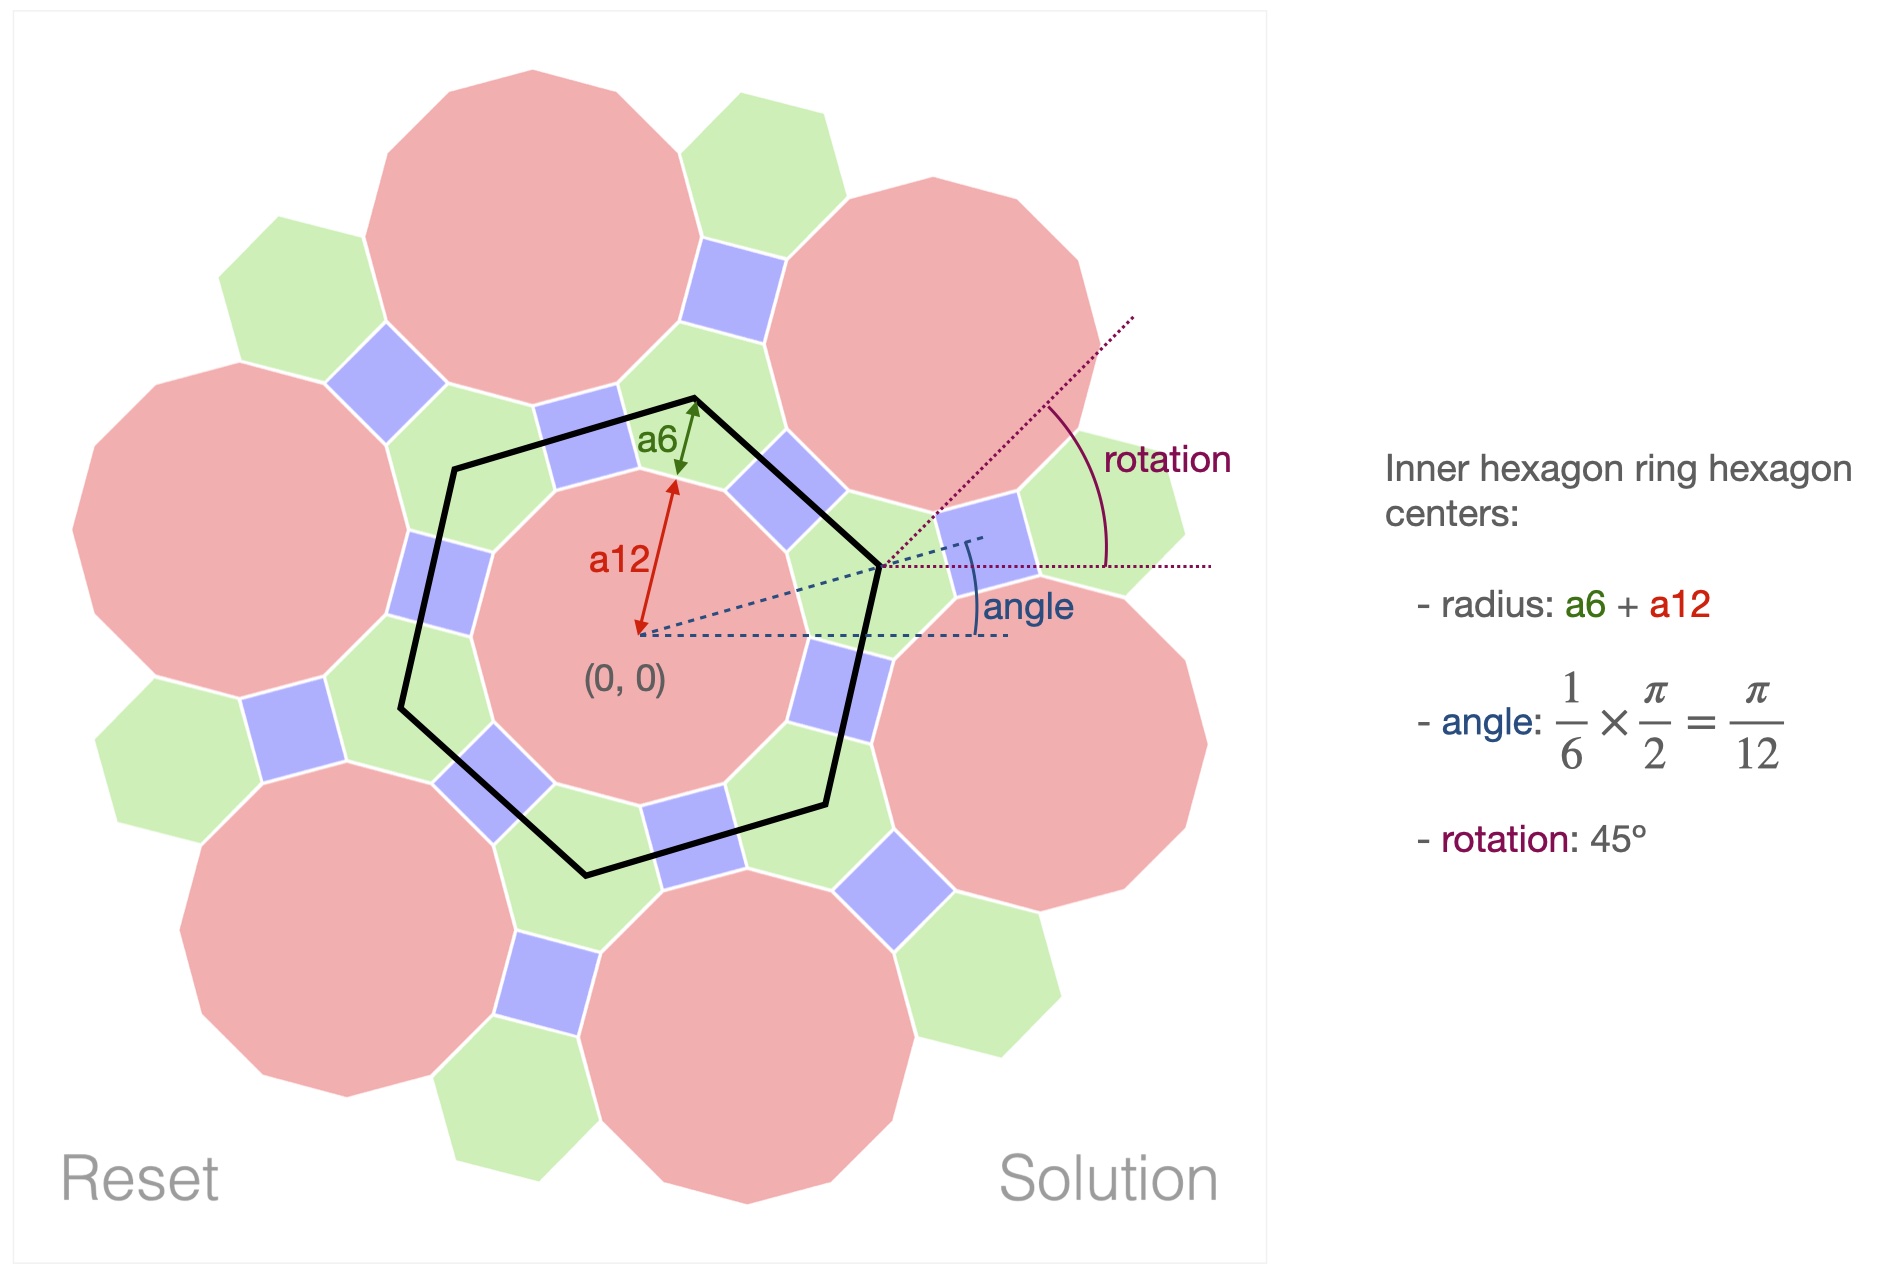 a6
rotation
a12
angle
(0, 0)
Reset
Solution
Inner hexagon ring hexagon
centers:
- radius: a6 + a12
- angle: 1/6 × π/2 = π/12
- rotation: 45º